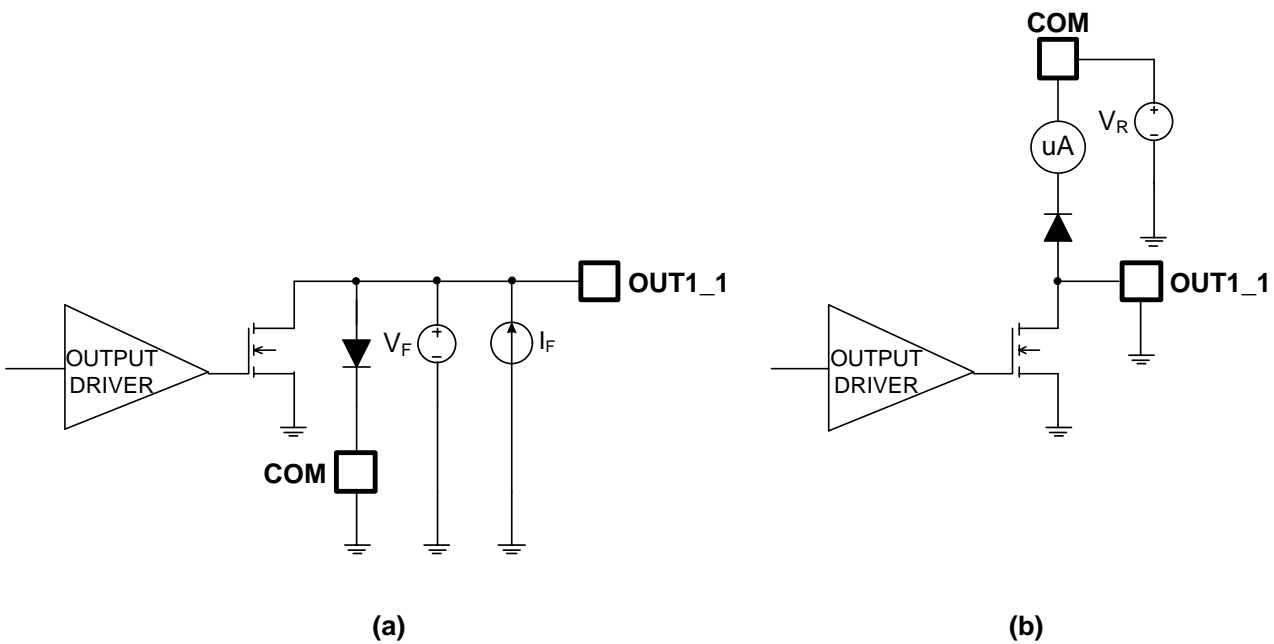 COM
V_R
uA
OUT1_1
OUT1_1
V_F
I_F
OUTPUT
DRIVER
OUTPUT
DRIVER
COM
(a)
(b)